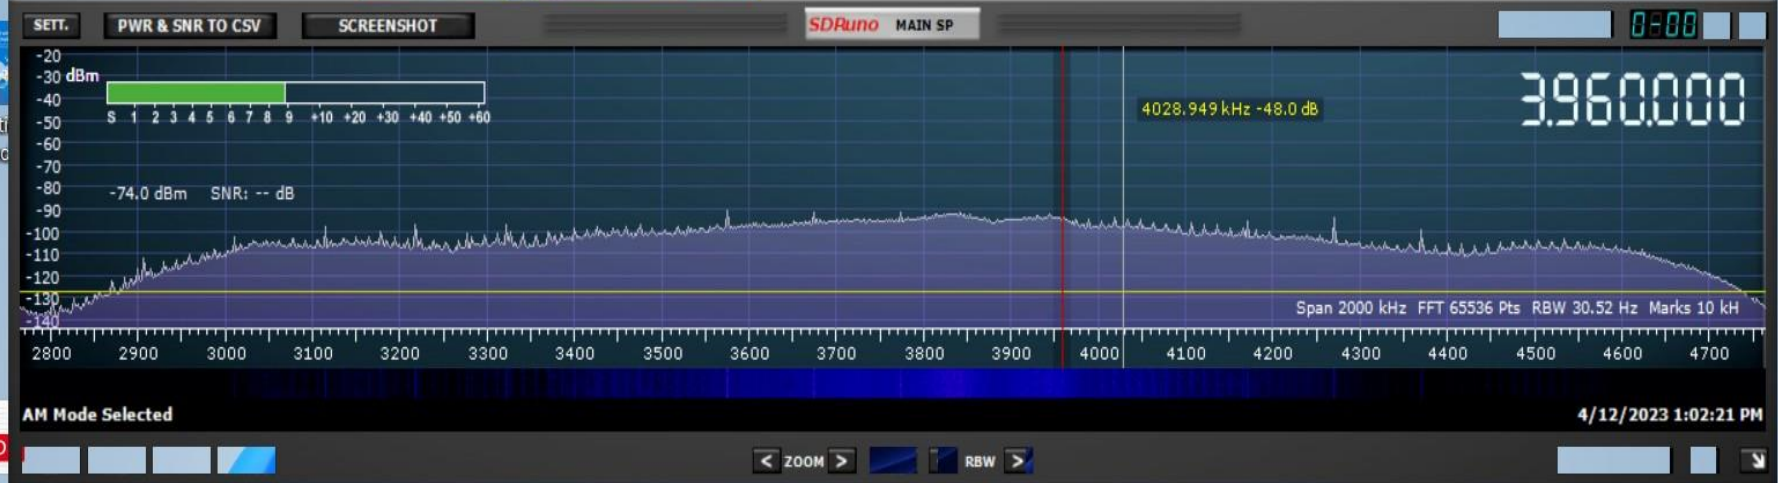 SETT. PWR & SNR TO CSV SCREENSHOT SDRuno MAIN SP 0-00
-20
-30 dBm
-40
-50
-60
-70
-80
-90
-100
-110
-120
-130
-140
S 1 2 3 4 5 6 7 8 9 +10 +20 +30 +40 +50 +60
4028.949 kHz -48.0 dB
3.960.000
-74.0 dBm SNR: -- dB
Span 2000 kHz FFT 65536 Pts RBW 30.52 Hz Marks 10 kH
2800 2900 3000 3100 3200 3300 3400 3500 3600 3700 3800 3900 4000 4100 4200 4300 4400 4500 4600 4700
AM Mode Selected 4/12/2023 1:02:21 PM
< ZOOM > RBW >